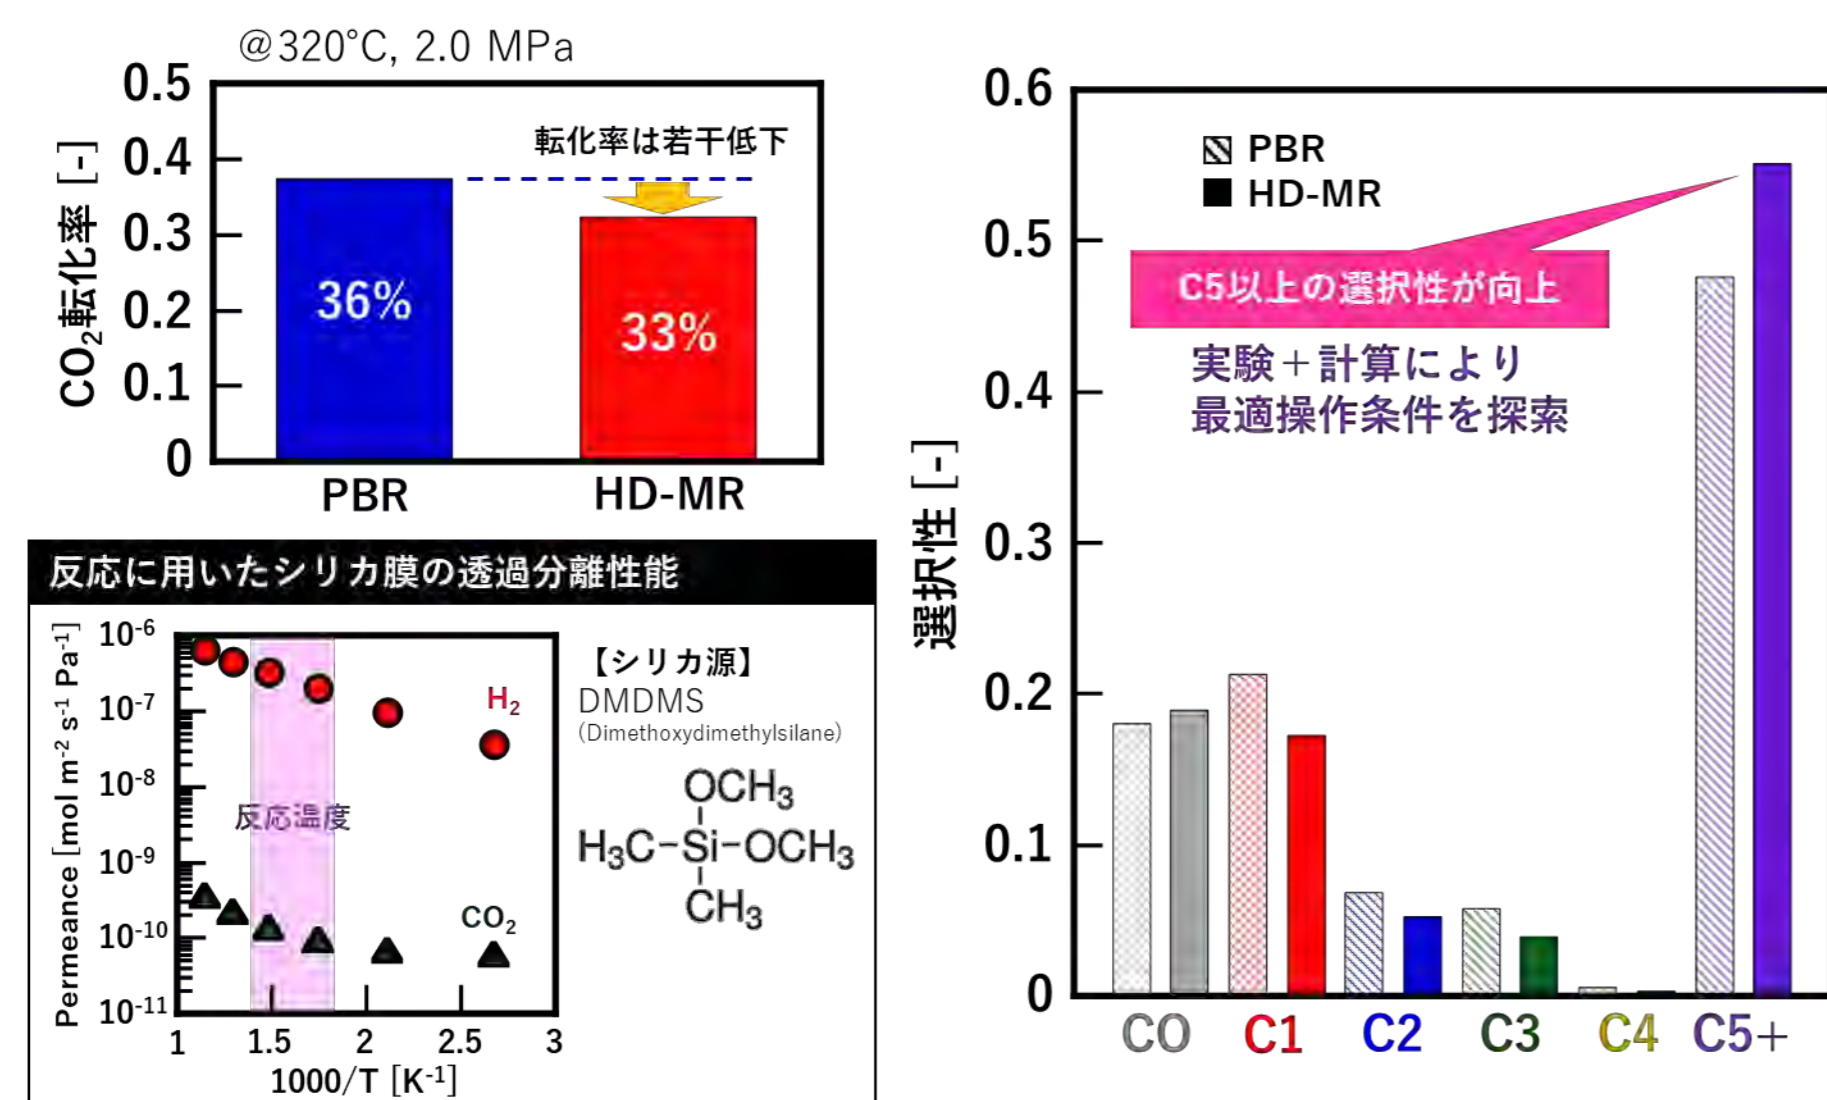 @320°C, 2.0 MPa
CO₂転化率 [-]
0.5
0.4
0.3
0.2
0.1
0
転化率は若干低下
36%
33%
PBR
HD-MR
反応に用いたシリカ膜の透過分離性能
Permeance [mol m⁻² s⁻¹ Pa⁻¹]
10⁻⁶
10⁻⁷
10⁻⁸
10⁻⁹
10⁻¹⁰
10⁻¹¹
H₂
反応温度
CO₂
1
1.5
2
2.5
3
1000/T [K⁻¹]
【シリカ源】
DMDMS
(Dimethoxydimethylsilane)
OCH₃
H₃C-Si-OCH₃
CH₃
選択性 [-]
0.6
0.5
0.4
0.3
0.2
0.1
0
PBR
HD-MR
C5以上の選択性が向上
実験＋計算により
最適操作条件を探索
CO
C1
C2
C3
C4
C5+